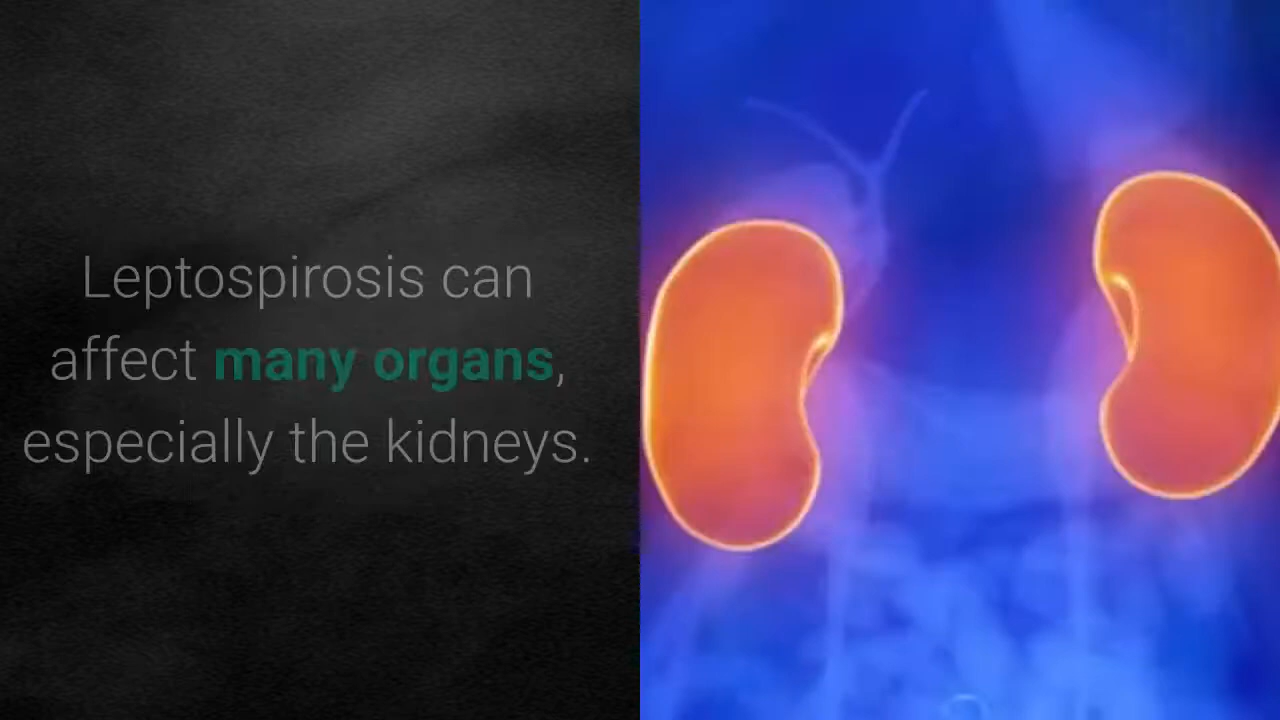 Leptospirosis can
affect many organs,
especially the kidneys.